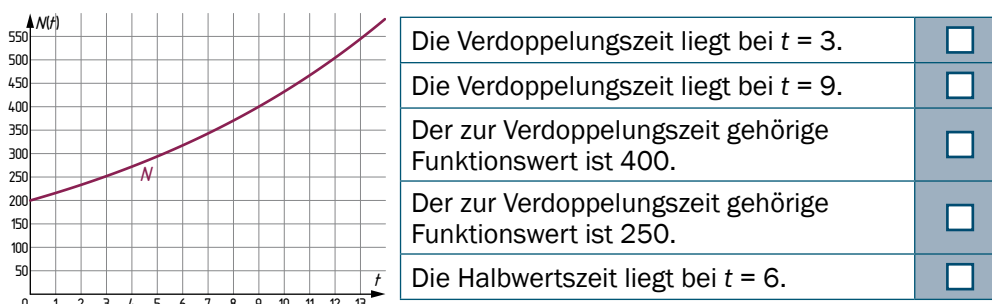 N(t)
550
500
450
400
350
300
250
200
150
100
50
N
t
0 1 2 3 4 5 6 7 8 9 10 11 12 13
Die Verdoppelungszeit liegt bei t = 3.
Die Verdoppelungszeit liegt bei t = 9.
Der zur Verdoppelungszeit gehörige
Funktionswert ist 400.
Der zur Verdoppelungszeit gehörige
Funktionswert ist 250.
Die Halbwertszeit liegt bei t = 6.